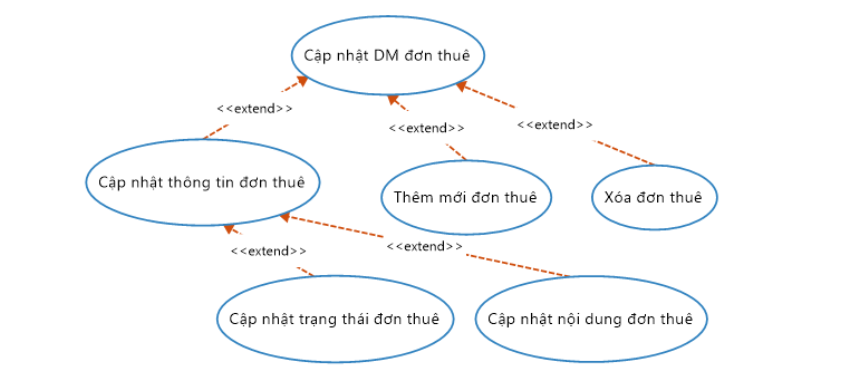 Cập nhật DM đơn thuê
<<extend>>
<<extend>>
<<extend>>
Cập nhật thông tin đơn thuê
Thêm mới đơn thuê
Xóa đơn thuê
<<extend>>
<<extend>>
Cập nhật trạng thái đơn thuê
Cập nhật nội dung đơn thuê